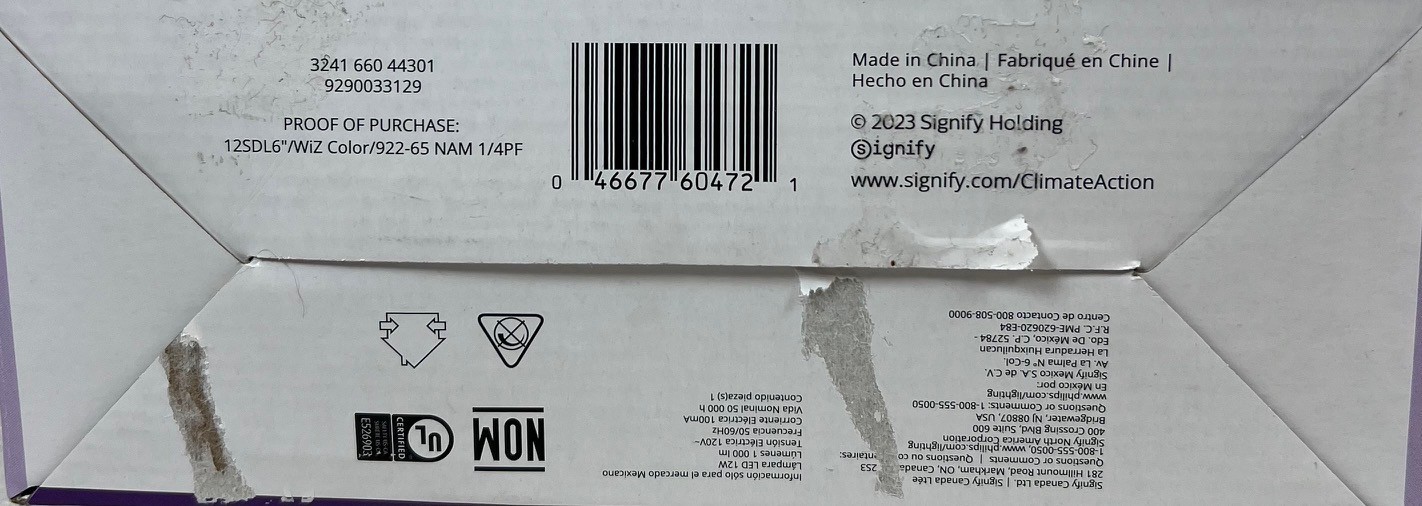 3241 660 44301
9290033129
PROOF OF PURCHASE:
12SDL6"/WiZ Color/922-65 NAM 1/4PF
0 46677 60472 1
Made in China | Fabriqué en Chine |
Hecho en China
© 2023 Signify Holding
Signify
www.signify.com/ClimateAction
Signify Canada Ltd. | Signify Canada Ltée
281 Hillmount Road, Markham, ON, Canada 2S3
Questions or Comments | Questions ou co ntaires:
1-800-555-0050, www.philips.com/lighting
Signify North America Corporation
400 Crossing Blvd, Suite 600
Bridgewater, NJ 08807, USA
Questions or Comments: 1-800-555-0050
www.philips.com/lighting
En México por:
Signify Mexico S.A. de C.V.
Av. La Palma N° 6-Col.
La Herradura Huixquilucan
Edo. De México, C.P. 52784 -
R.F.C. PME-620620-E84
Centro de Contacto 800-508-9000
Información sólo para el mercado Mexicano
Lámpara LED 12W
Lúmenes 1 000 lm
Tensión Eléctrica 120V~
Frecuencia 50/60Hz
Corriente Eléctrica 100mA
Vida Nominal 50 000 h
Contenido pieza(s) 1
NOM
UL
CERTIFIED
E526903